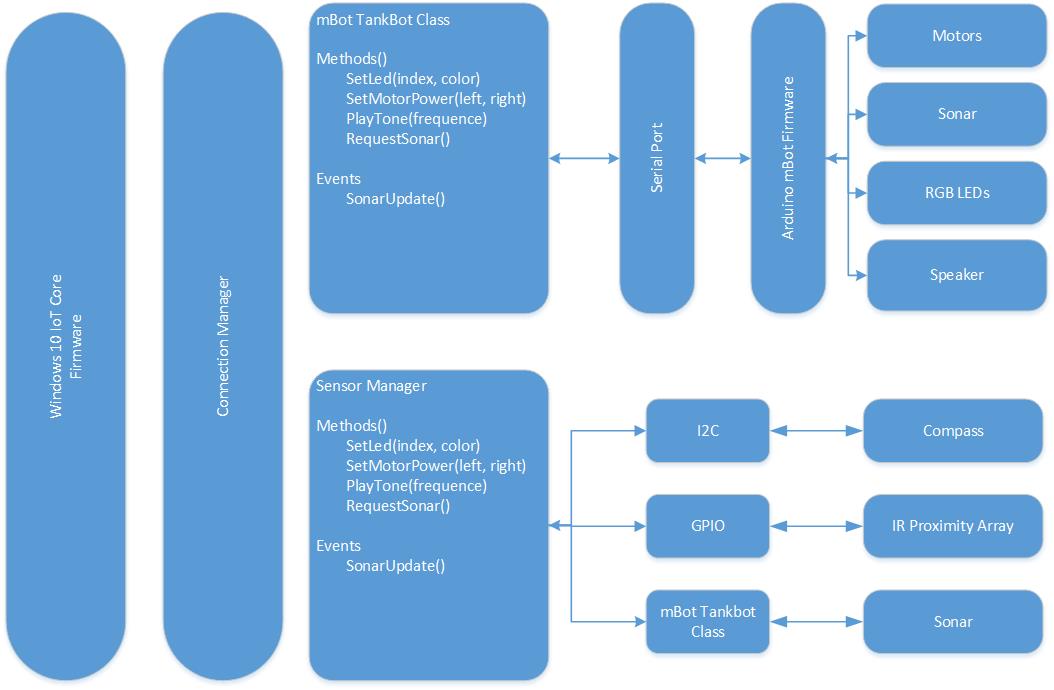 Windows 10 IoT Core
Firmware
Connection Manager
mBot TankBot Class
Methods()
SetLed(index, color)
SetMotorPower(left, right)
PlayTone(frequence)
RequestSonar()
Events
SonarUpdate()
Serial Port
Arduino mBot Firmware
Motors
Sonar
RGB LEDs
Speaker
Sensor Manager
Methods()
SetLed(index, color)
SetMotorPower(left, right)
PlayTone(frequence)
RequestSonar()
Events
SonarUpdate()
I2C
Compass
GPIO
IR Proximity Array
mBot Tankbot
Class
Sonar